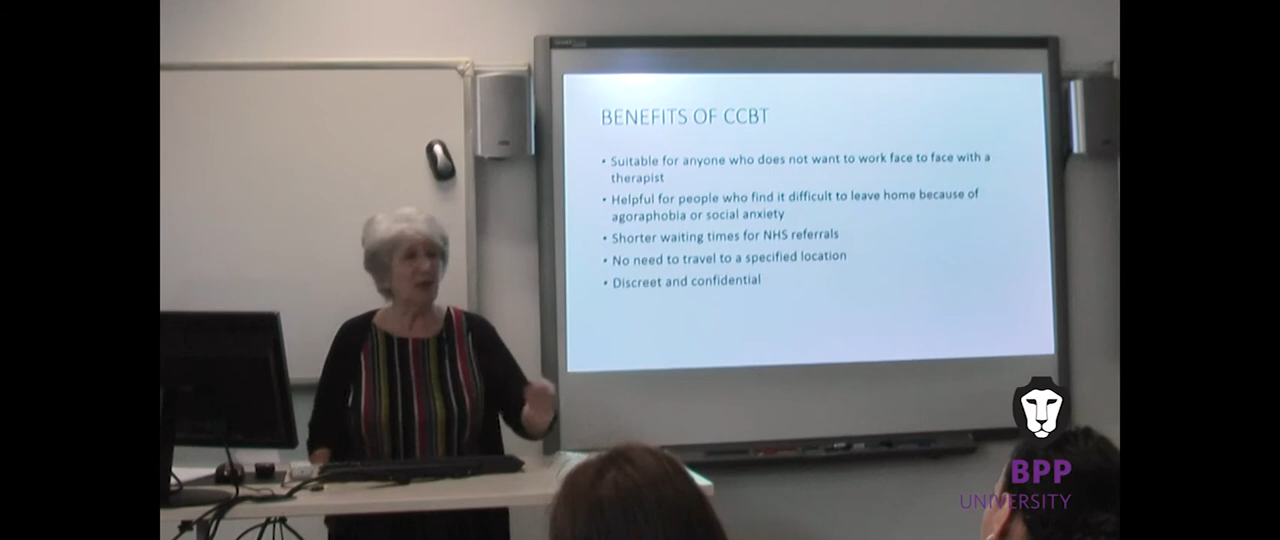 BENEFITS OF CCBT
• Suitable for anyone who does not want to work face to face with a
therapist
• Helpful for people who find it difficult to leave home because of
agoraphobia or social anxiety
• Shorter waiting times for NHS referrals
• No need to travel to a specified location
• Discreet and confidential
BPP
UNIVERSITY